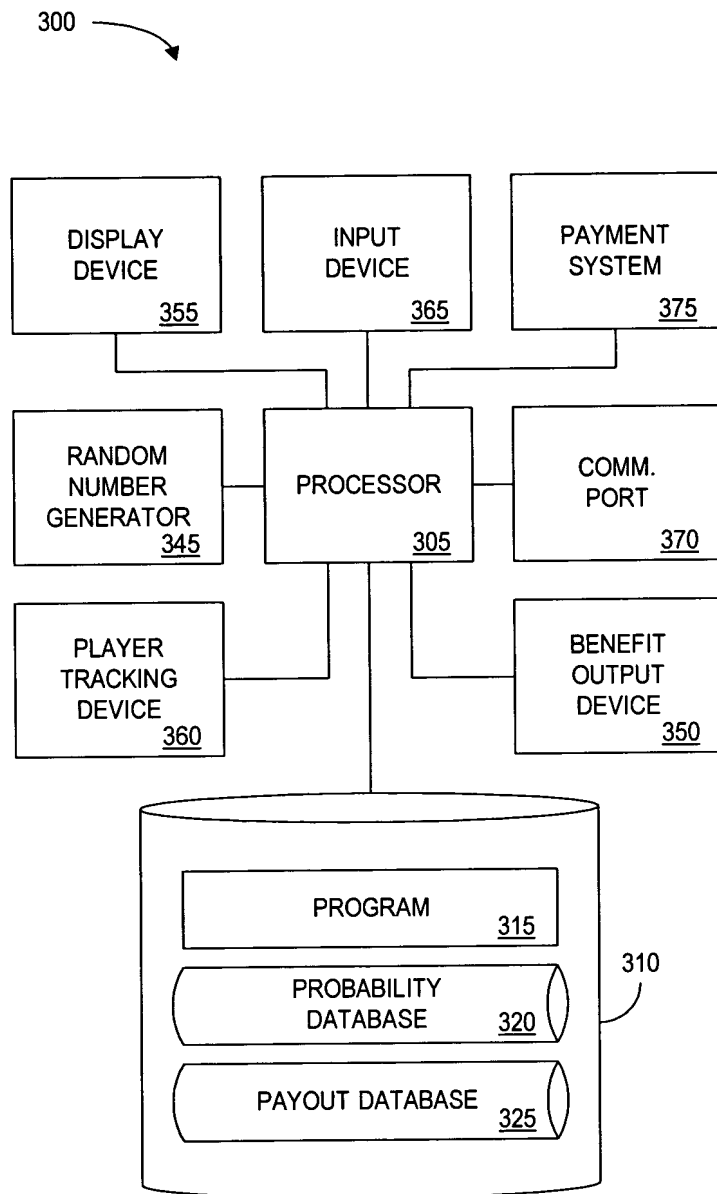 300
DISPLAY
DEVICE
355
INPUT
DEVICE
365
PAYMENT
SYSTEM
375
RANDOM
NUMBER
GENERATOR
345
PROCESSOR
305
COMM.
PORT
370
PLAYER
TRACKING
DEVICE
360
BENEFIT
OUTPUT
DEVICE
350
PROGRAM
315
PROBABILITY
DATABASE
320
PAYOUT DATABASE
325
310